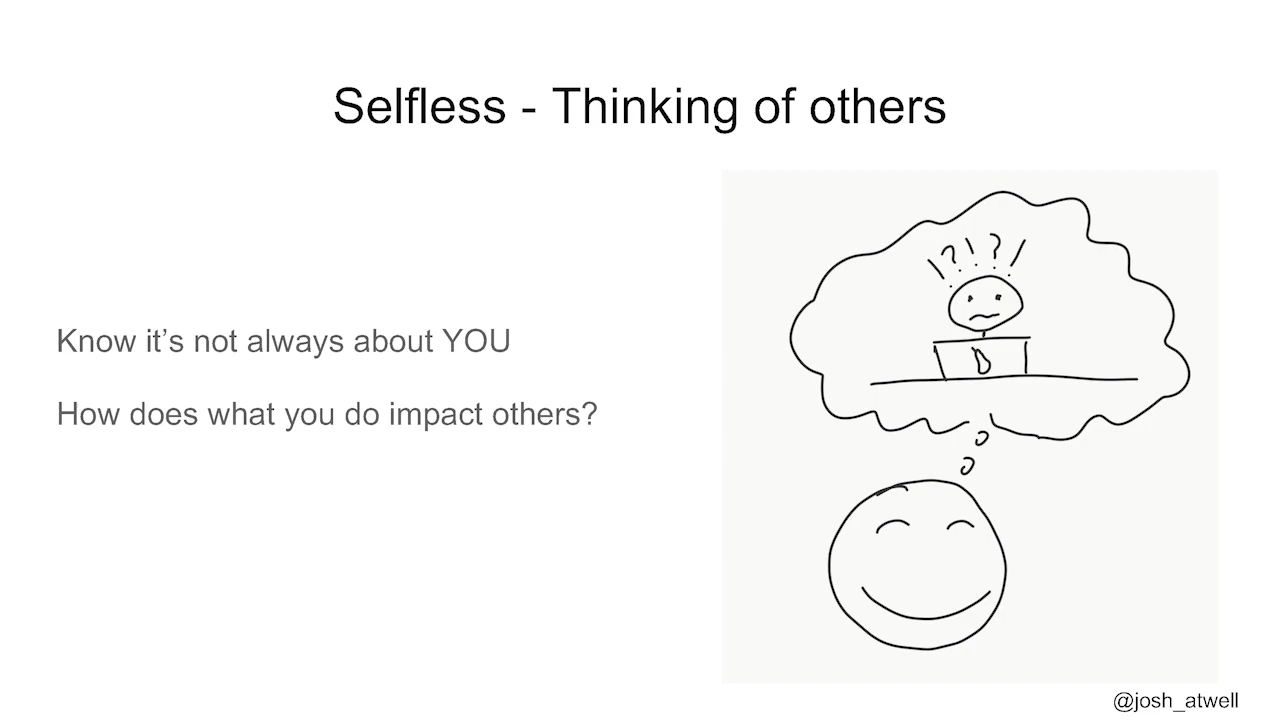 Selfless - Thinking of others
! ? ! ? !
Know it’s not always about YOU
How does what you do impact others?
@josh_atwell